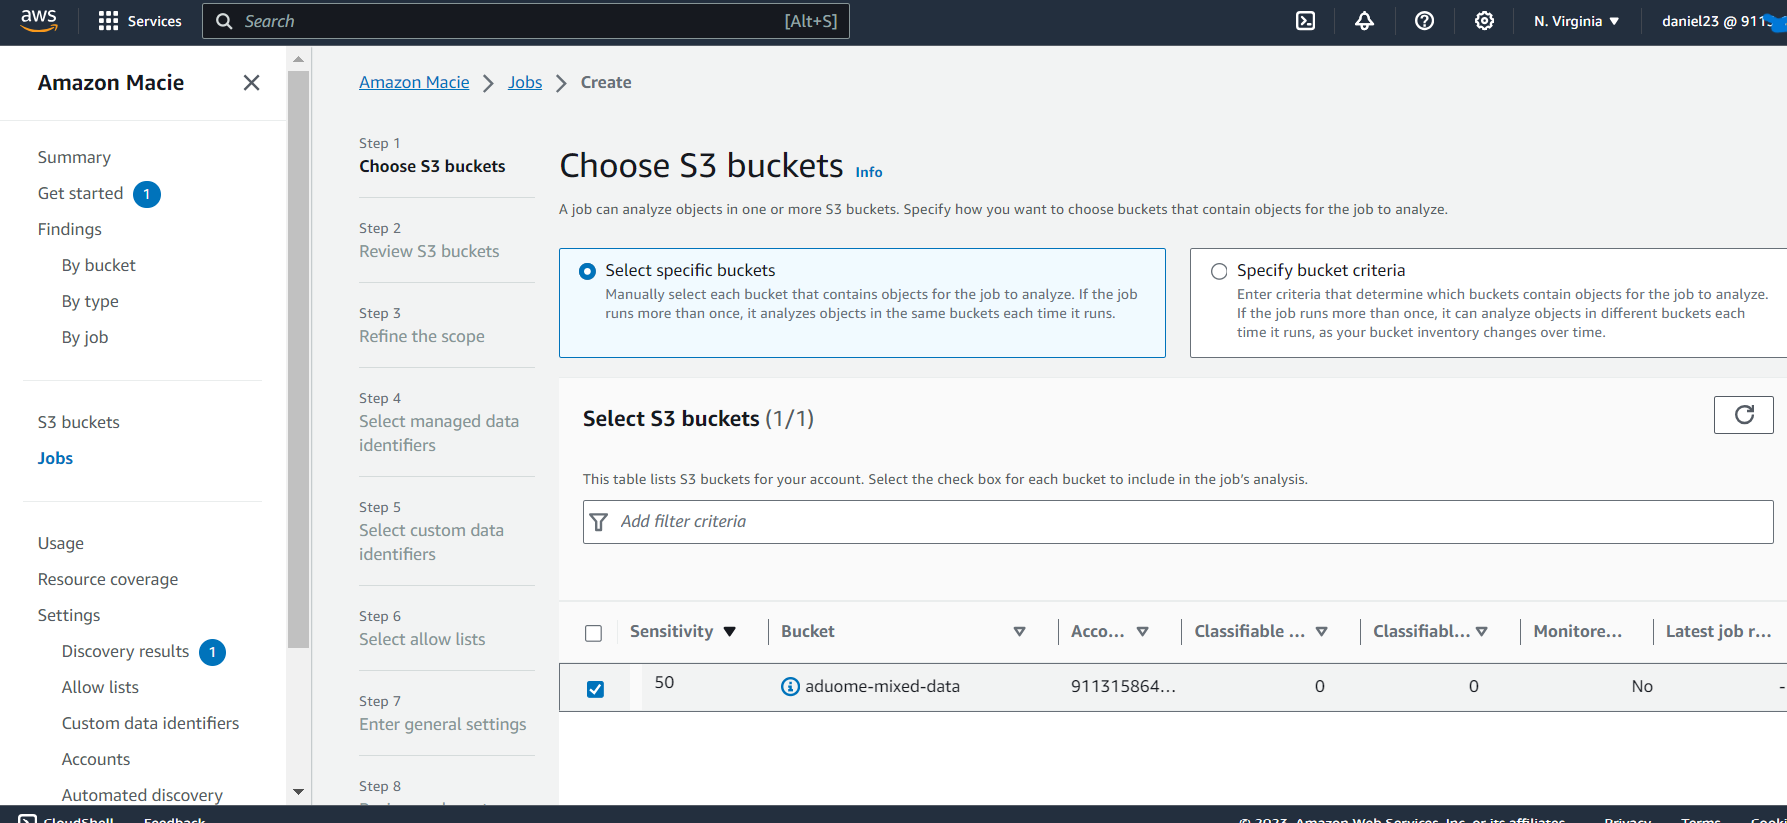 aws
Services
Search
[Alt+S]
N. Virginia
daniel23 @ 911
Amazon Macie
Summary
Get started 1
Findings
By bucket
By type
By job
S3 buckets
Jobs
Usage
Resource coverage
Settings
Discovery results 1
Allow lists
Custom data identifiers
Accounts
Automated discovery
Amazon Macie > Jobs > Create
Step 1
Choose S3 buckets
Step 2
Review S3 buckets
Step 3
Refine the scope
Step 4
Select managed data
identifiers
Step 5
Select custom data
identifiers
Step 6
Select allow lists
Step 7
Enter general settings
Step 8
Choose S3 buckets Info
A job can analyze objects in one or more S3 buckets. Specify how you want to choose buckets that contain objects for the job to analyze.
Select specific buckets
Manually select each bucket that contains objects for the job to analyze. If the job
runs more than once, it analyzes objects in the same buckets each time it runs.
Specify bucket criteria
Enter criteria that determine which buckets contain objects for the job to analyze.
If the job runs more than once, it can analyze objects in different buckets each
time it runs, as your bucket inventory changes over time.
Select S3 buckets (1/1)
This table lists S3 buckets for your account. Select the check box for each bucket to include in the job's analysis.
Add filter criteria
Sensitivity Bucket Acco... Classifiable ... Classifiabl... Monitore... Latest job r...
50 aduome-mixed-data 911315864... 0 0 No -
CloudShell Feedback © 2023, Amazon Web Services, Inc. or its affiliates. Privacy Terms